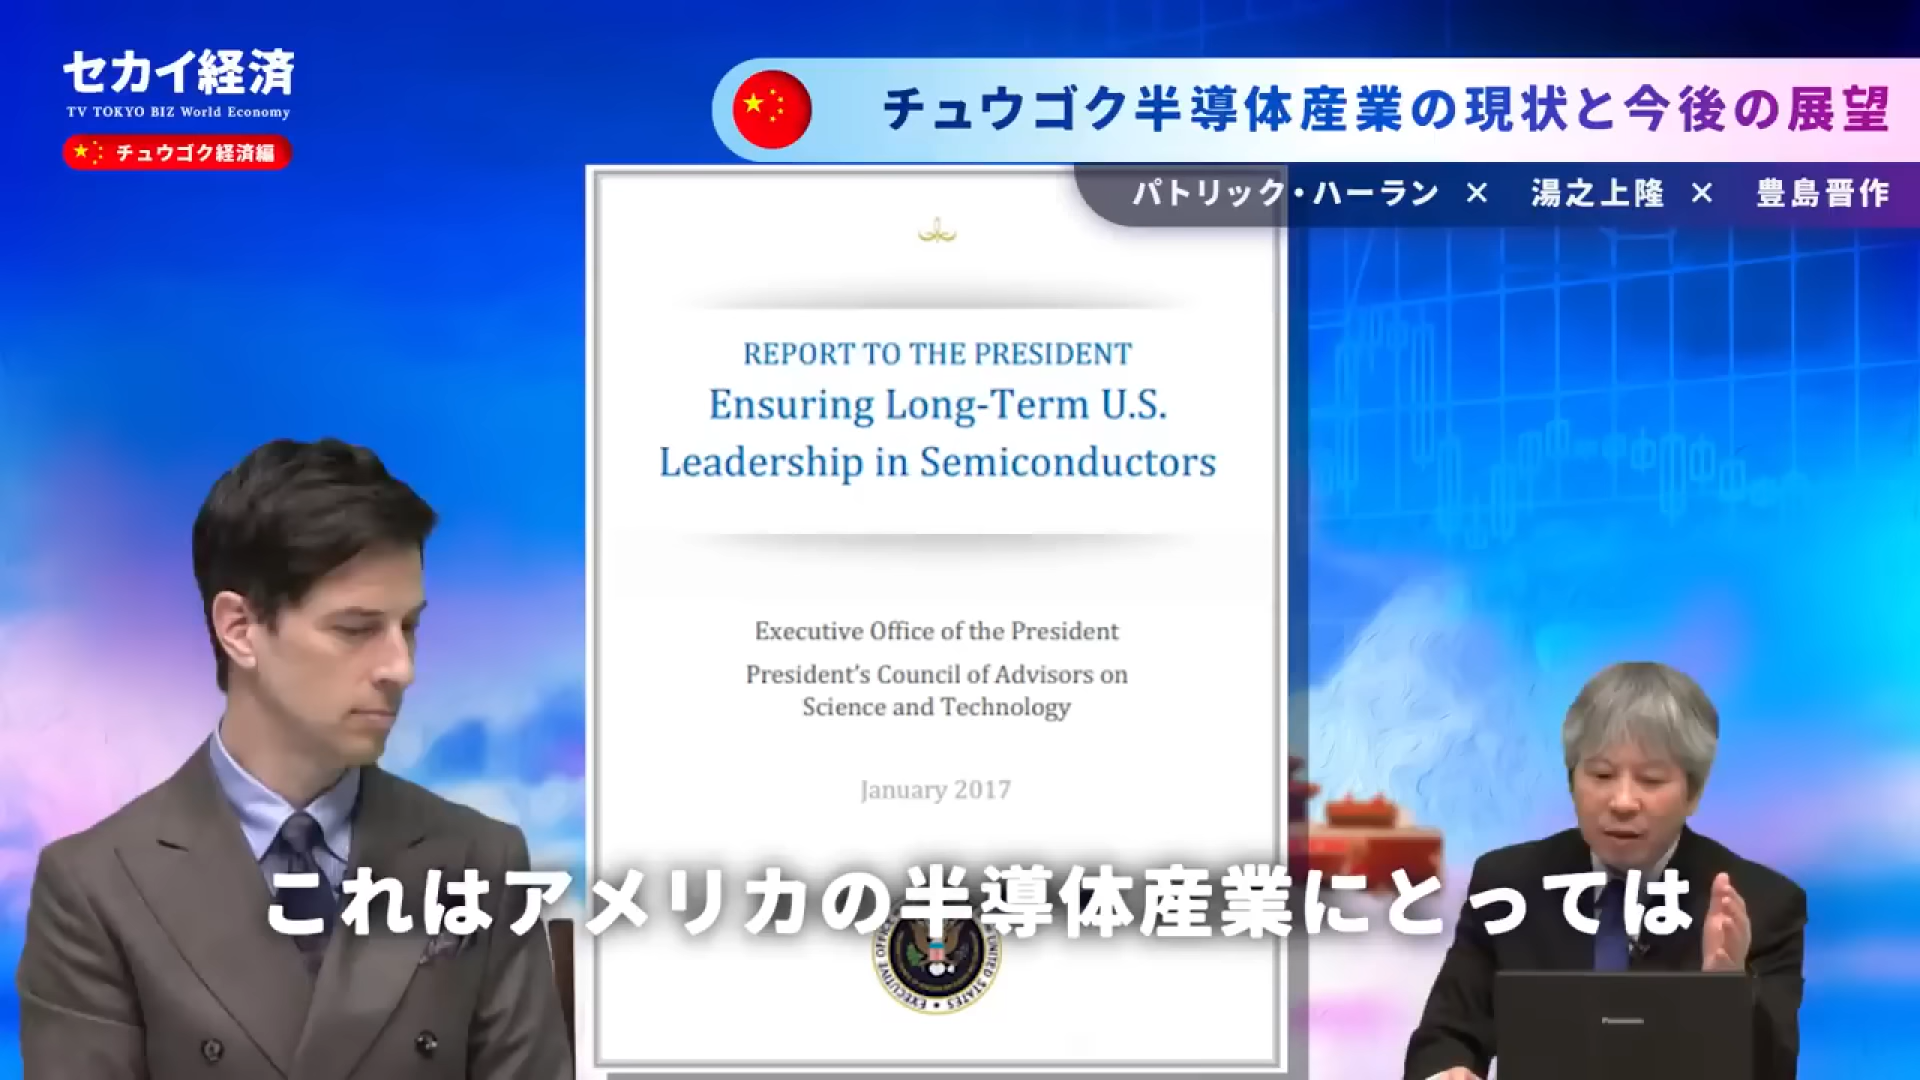 セカイ経済
TV TOKYO BIZ World Economy
チュウゴク経済編
チュウゴク半導体産業の現状と今後の展望
パトリック・ハーラン × 湯之上隆 × 豊島晋作
REPORT TO THE PRESIDENT
Ensuring Long-Term U.S.
Leadership in Semiconductors
Executive Office of the President
President's Council of Advisors on
Science and Technology
January 2017
これはアメリカの半導体産業にとっては
EXECUTIVE OFFIC
UNITED STATES
Panasonic